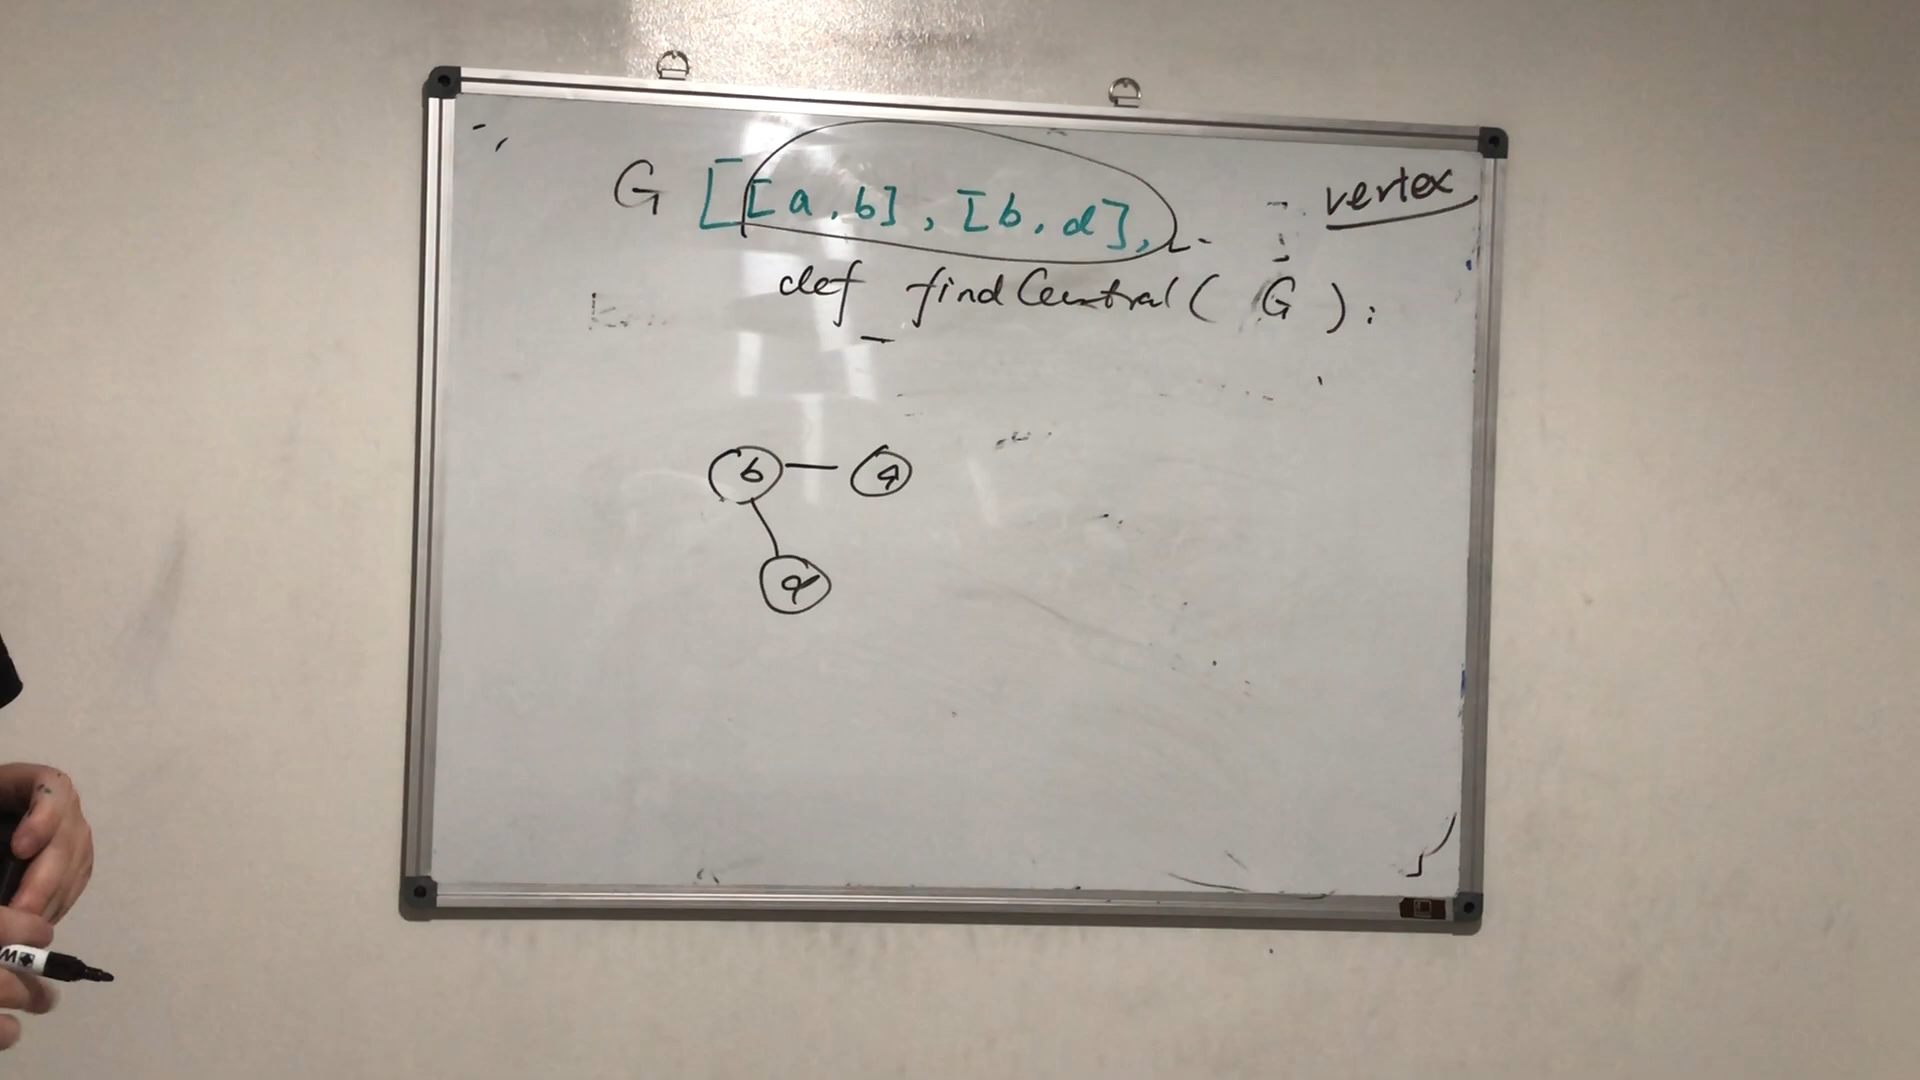 G [[a,b], [b,d],
vertex
def findCentral( G ):
b
a
d